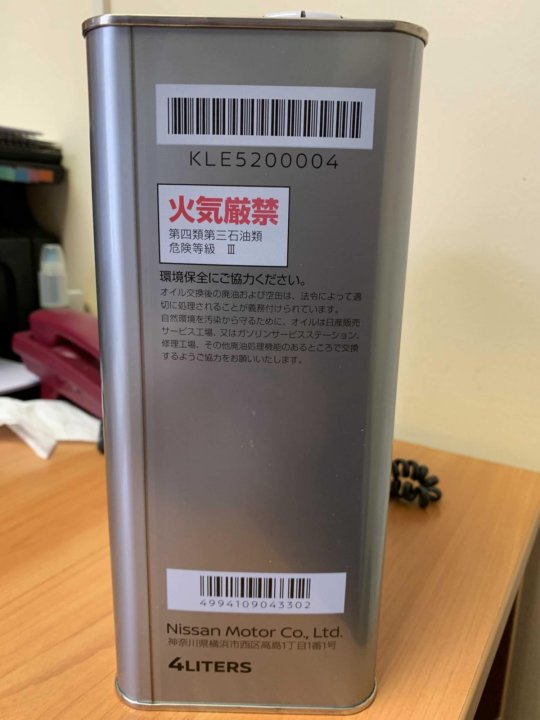 KLE5200004
火気厳禁
第四類第三石油類
危険等級 Ⅲ
環境保全にご協力ください。
オイル交換後の廃油および空缶は、法令によって適
切に処理されることが義務付けられています。
自然環境を汚染から守るために、オイルは日産販売
サービス工場、又はガソリンサービスステーション、
修理工場、その他廃油処理機能のあるところで交換
するようご協力をお願いいたします。
4994109043302
Nissan Motor Co., Ltd.
神奈川県横浜市西区高島1丁目1番1号
4LITERS